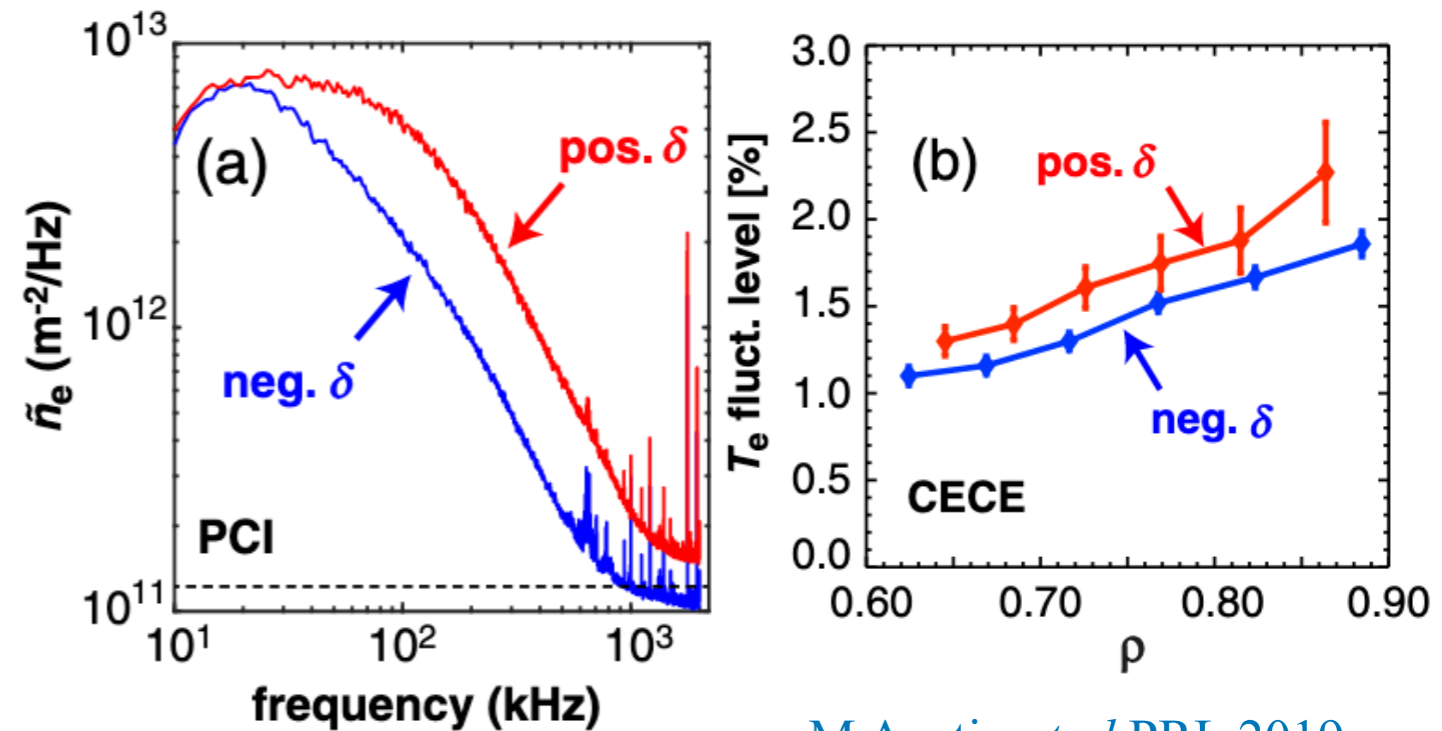 10¹³
10¹²
10¹¹
ñₑ (m⁻²/Hz)
(a)
pos. δ
neg. δ
PCI
10¹ 10² 10³
frequency (kHz)
3.0
2.5
2.0
1.5
1.0
0.5
0.0
Tₑ fluct. level [%]
(b)
pos. δ
neg. δ
CECE
0.60 0.70 0.80 0.90
ρ
2019